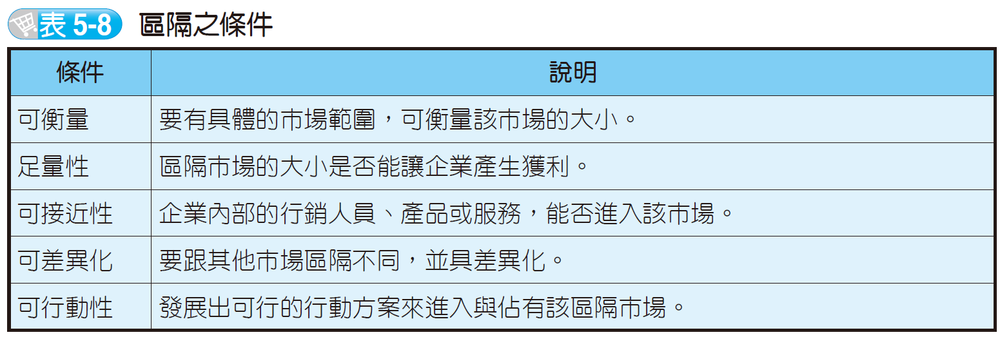 表 5-8 區隔之條件
條件 說明
可衡量 要有具體的市場範圍，可衡量該市場的大小。
足量性 區隔市場的大小是否能讓企業產生獲利。
可接近性 企業內部的行銷人員、產品或服務，能否進入該市場。
可差異化 要跟其他市場區隔不同，並具差異化。
可行動性 發展出可行的行動方案來進入與佔有該區隔市場。